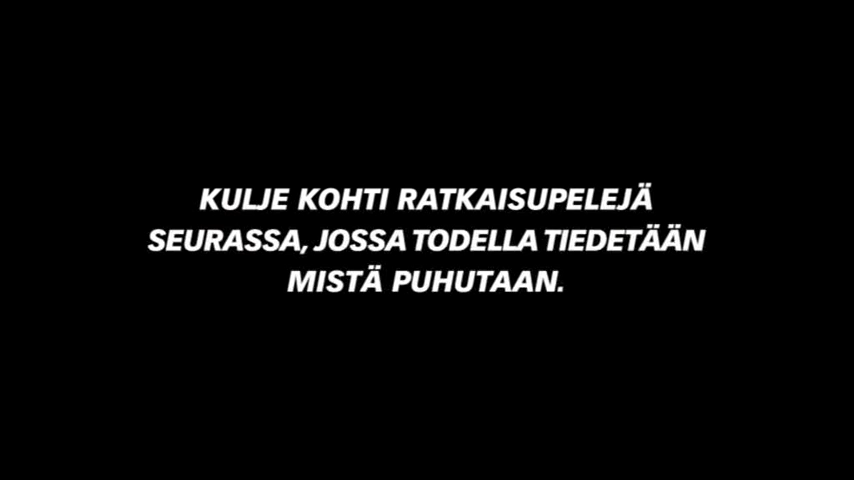 KULJE KOHTI RATKAISUPELEJÄ
SEURASSA, JOSSA TODELLA TIEDETÄÄN
MISTÄ PUHUTAAN.